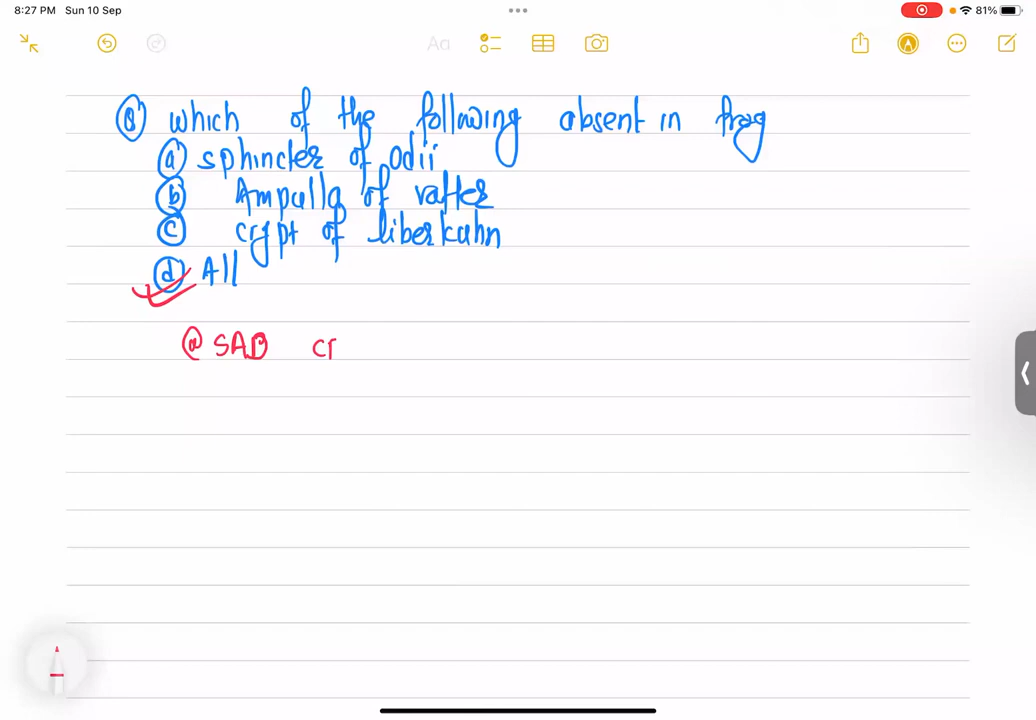 8:27 PM Sun 10 Sep
81%
Aa
Q which of the following absent in frog
a sphincter of odii
b Ampulla of vafter
c crypt of liberkuhn
d All
@ SAD cr